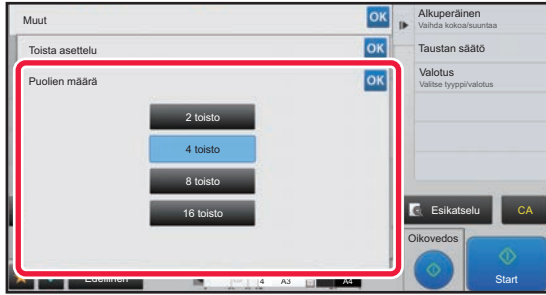 Muut
OK
Toista asettelu
OK
Puolien määrä
OK
2 toisto
4 toisto
8 toisto
16 toisto
Alkuperäinen
Vaihda kokoa/suuntaa
Taustan säätö
Valotus
Valitse tyyppi/valotus
Esikatselu
CA
Oikovedos
Start
Edellinen
4
A3
A4